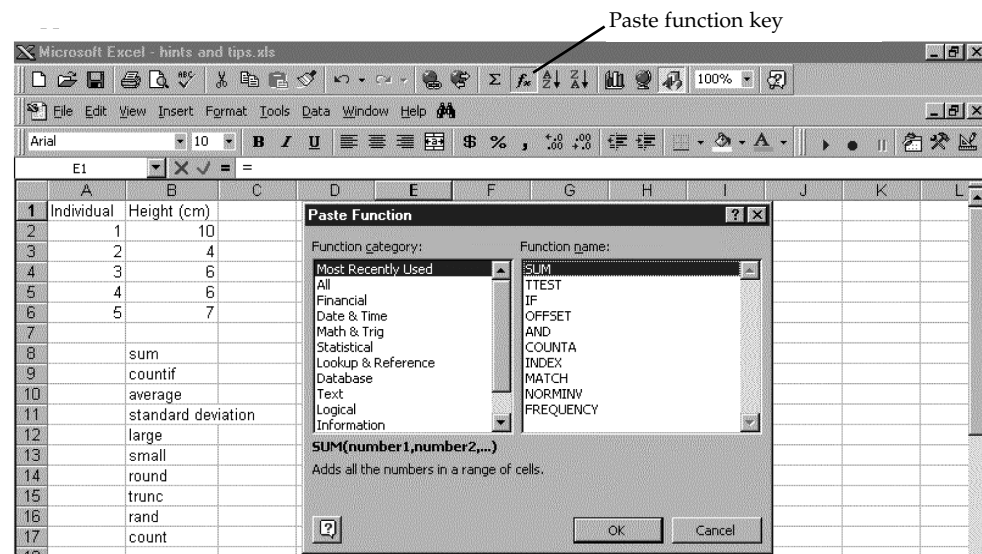 Paste function key
Microsoft Excel - hints and tips.xls
100%
File Edit View Insert Format Tools Data Window Help
Arial 10 B I U $ % , A
E1 = =
A B C D E F G H I J K L
1 Individual Height (cm)
2 1 10
3 2 4
4 3 6
5 4 6
6 5 7
7
8 sum
9 countif
10 average
11 standard deviation
12 large
13 small
14 round
15 trunc
16 rand
17 count
Paste Function
Function category: Function name:
Most Recently Used SUM
All TTEST
Financial IF
Date & Time OFFSET
Math & Trig AND
Statistical COUNTA
Lookup & Reference INDEX
Database MATCH
Text NORMINV
Logical FREQUENCY
Information
SUM(number1,number2,...)
Adds all the numbers in a range of cells.
OK Cancel